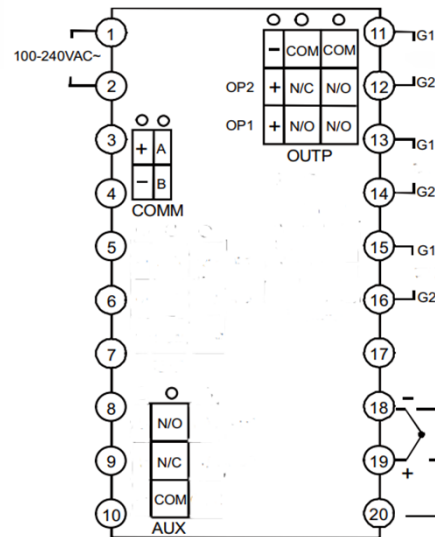 1
100-240VAC~
2
3
+ A
4
− B
COMM
5
6
7
8
N/O
9
N/C
10
COM
AUX
− COM COM
OP2 + N/C N/O
OP1 + N/O N/O
OUTP
11 G1
12 G2
13 G1
14 G2
15 G1
16 G2
17
18 −
19 +
20